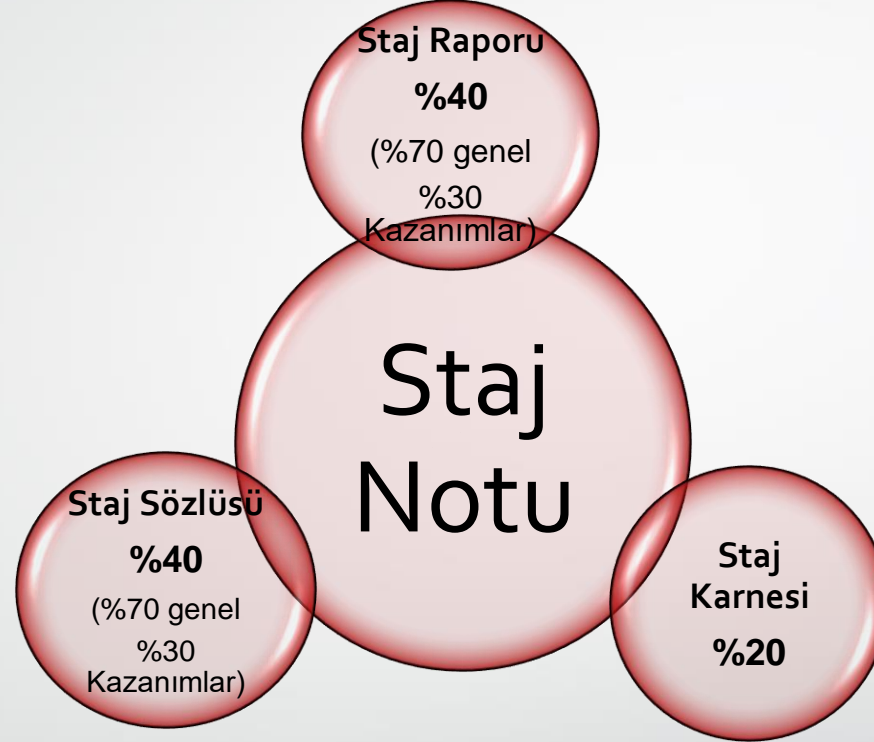 Staj Raporu
%40
(%70 genel
%30
Kazanımlar)
Staj
Notu
Staj Sözlüsü
%40
(%70 genel
%30
Kazanımlar)
Staj
Karnesi
%20